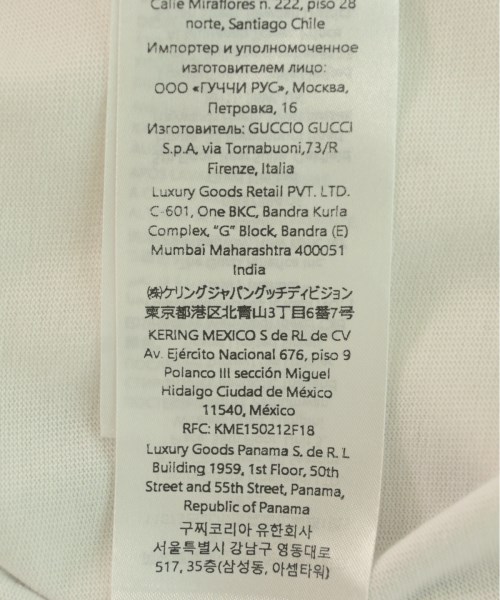 Calle Miraflores n. 222, piso 28
norte, Santiago Chile
Импортер и уполномоченное
изготовителем лицо:
ООО «ГУЧЧИ РУС», Москва,
Петровка, 16
Изготовитель: GUCCIO GUCCI
S.p.A, via Tornabuoni,73/R
Firenze, Italia
Luxury Goods Retail PVT. LTD.
C-601, One BKC, Bandra Kurla
Complex, "G" Block, Bandra (E)
Mumbai Maharashtra 400051
India
㈱ケリングジャパングッチディビジョン
東京都港区北青山3丁目6番7号
KERING MEXICO S de RL de CV
Av. Ejército Nacional 676, piso 9
Polanco III sección Miguel
Hidalgo Ciudad de México
11540, México
RFC: KME150212F18
Luxury Goods Panama S. de R. L
Building 1959, 1st Floor, 50th
Street and 55th Street, Panama,
Republic of Panama
구찌코리아 유한회사
서울특별시 강남구 영동대로
517, 35층(삼성동, 아셈타워)